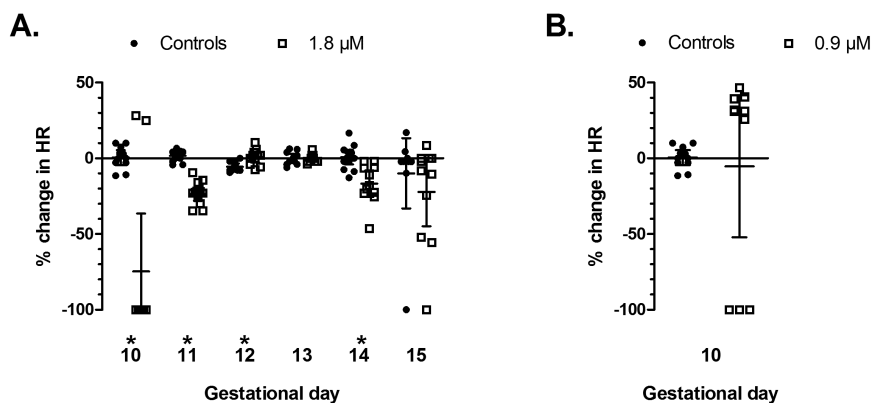 A.
Controls 1.8 µM
% change in HR
50
0
-50
-100
* * * *
10 11 12 13 14 15
Gestational day
B.
Controls 0.9 µM
% change in HR
50
0
-50
-100
10
Gestational day